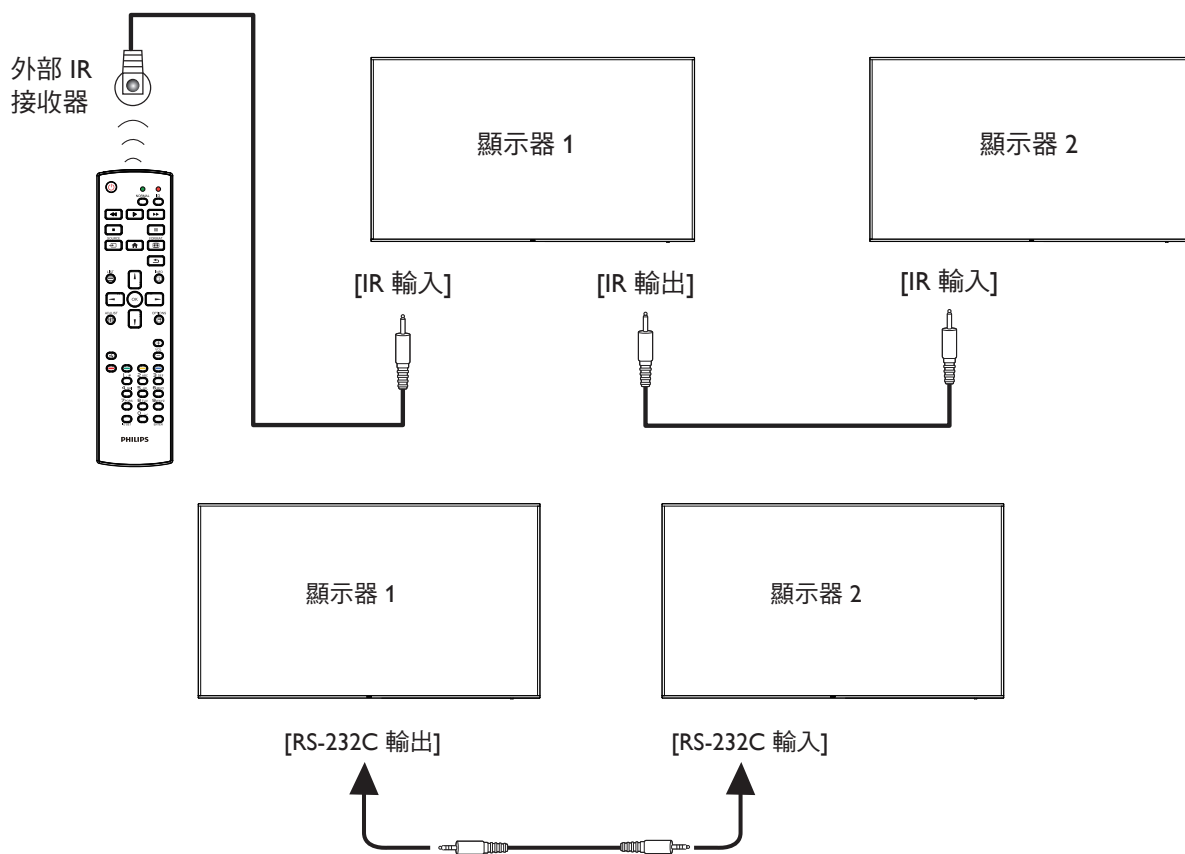 外部 IR
接收器
顯示器 1
顯示器 2
[IR 輸入]
[IR 輸出]
[IR 輸入]
PHILIPS
顯示器 1
顯示器 2
[RS-232C 輸出]
[RS-232C 輸入]